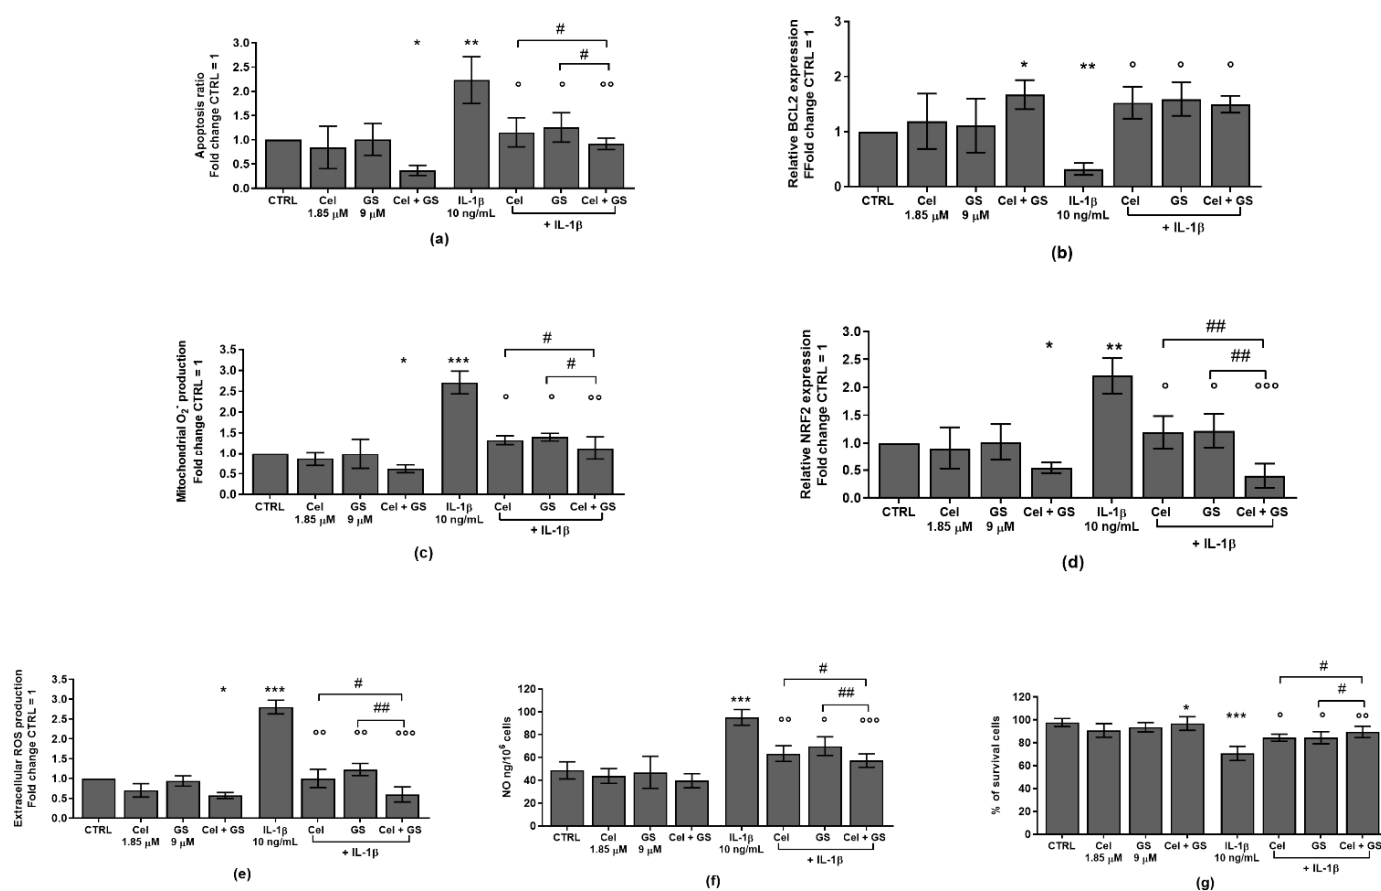 Apoptosis ratio
Fold change CTRL = 1
3.0
2.5
2.0
1.5
1.0
0.5
0.0
* ** #
#
° ° °°
CTRL Cel GS Cel + GS IL-1β Cel GS Cel + GS
1.85 µM 9 µM 10 ng/mL
+ IL-1β
(a)
Relative BCL2 expression
FFold change CTRL = 1
3
2
1
0
* ** ° ° °
CTRL Cel GS Cel + GS IL-1β Cel GS Cel + GS
1.85 µM 9 µM 10 ng/mL
+ IL-1β
(b)
Mitochondrial O2- production
Fold change CTRL = 1
3.5
3.0
2.5
2.0
1.5
1.0
0.5
0.0
#
* *** #
° ° °°
CTRL Cel GS Cel + GS IL-1β Cel GS Cel + GS
1.85 µM 9 µM 10 ng/mL
+ IL-1β
(c)
Relative NRF2 expression
Fold change CTRL = 1
3.0
2.5
2.0
1.5
1.0
0.5
0.0
##
* ** ##
° ° °°°
CTRL Cel GS Cel + GS IL-1β Cel GS Cel + GS
1.85 µM 9 µM 10 ng/mL
+ IL-1β
(d)
Extracellular ROS production
Fold change CTRL = 1
3.5
3.0
2.5
2.0
1.5
1.0
0.5
0.0
* *** #
##
°° °° °°°
CTRL Cel GS Cel + GS IL-1β Cel GS Cel + GS
1.85 µM 9 µM 10 ng/mL
+ IL-1β
(e)
NO ng/10⁶ cells
120
100
80
60
40
20
0
#
*** ##
°° ° °°°
CTRL Cel GS Cel + GS IL-1β Cel GS Cel + GS
1.85 µM 9 µM 10 ng/mL
+ IL-1β
(f)
% of survival cells
120
100
80
60
40
20
0
#
#
* *** ° ° °°
CTRL Cel GS Cel + GS IL-1β Cel GS Cel + GS
1.85 µM 9 µM 10 ng/mL
+ IL-1β
(g)